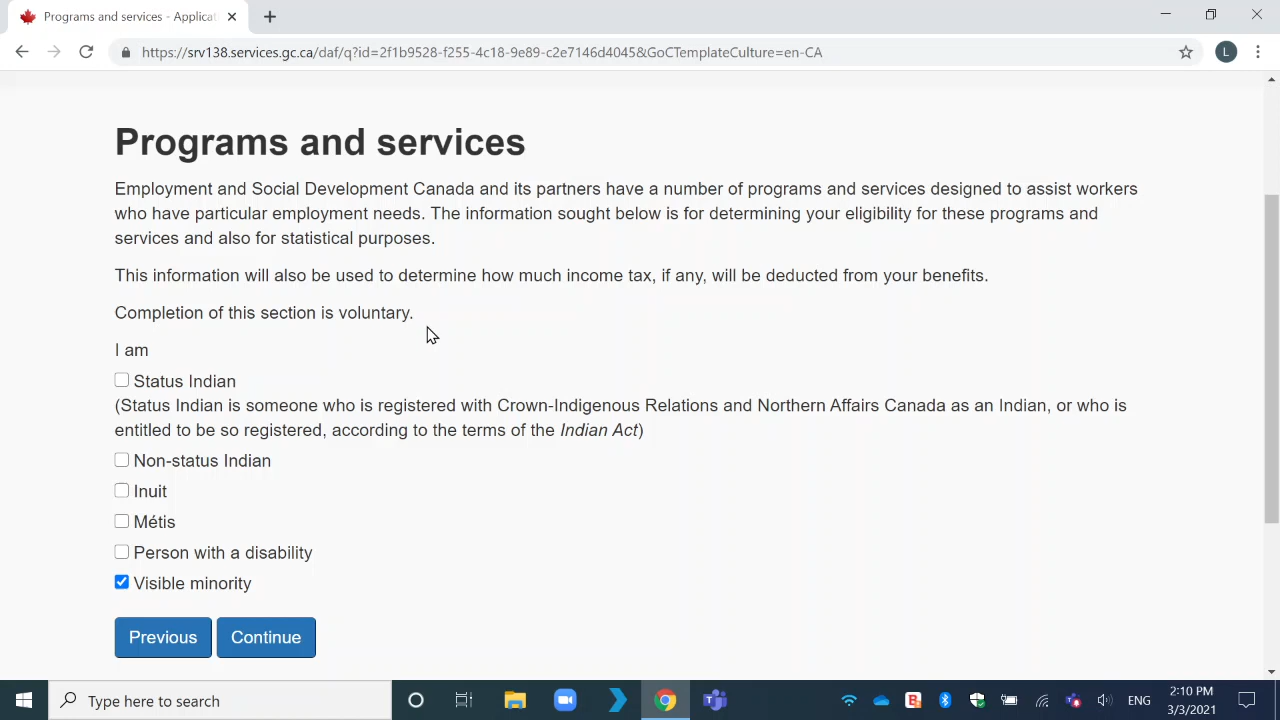 Programs and services - Applicat
https://srv138.services.gc.ca/daf/q?id=2f1b9528-f255-4c18-9e89-c2e7146d4045&GoCTemplateCulture=en-CA
L
Programs and services
Employment and Social Development Canada and its partners have a number of programs and services designed to assist workers
who have particular employment needs. The information sought below is for determining your eligibility for these programs and
services and also for statistical purposes.
This information will also be used to determine how much income tax, if any, will be deducted from your benefits.
Completion of this section is voluntary.
I am
Status Indian
(Status Indian is someone who is registered with Crown-Indigenous Relations and Northern Affairs Canada as an Indian, or who is
entitled to be so registered, according to the terms of the Indian Act)
Non-status Indian
Inuit
Métis
Person with a disability
Visible minority
Previous Continue
Type here to search
ENG
2:10 PM
3/3/2021